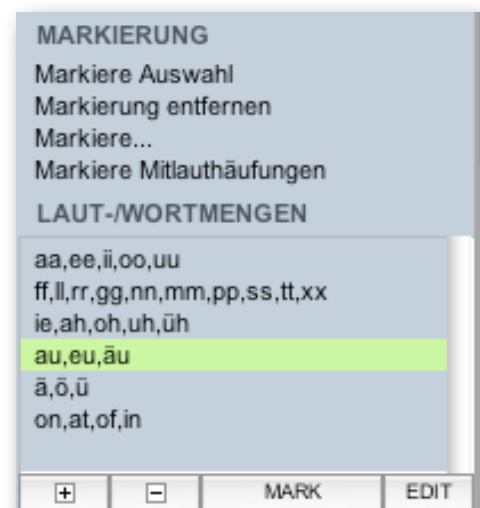 MARKIERUNG
Markiere Auswahl
Markierung entfernen
Markiere...
Markiere Mitlauthäufungen
LAUT-/WORTMENGEN
aa,ee,ii,oo,uu
ff,ll,rr,gg,nn,mm,pp,ss,tt,xx
ie,ah,oh,uh,üh
au,eu,äu
ä,ö,ü
on,at,of,in
+ - MARK EDIT